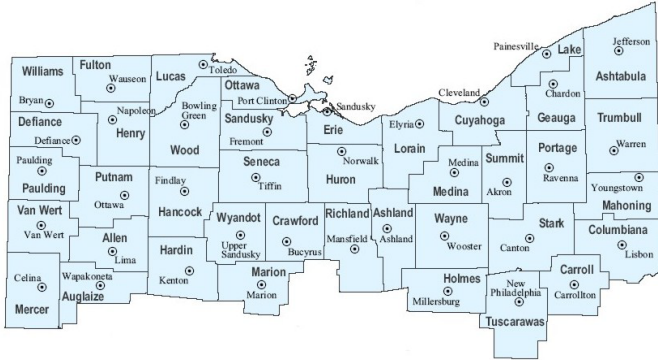 Williams
Bryan
Fulton
Wauseon
Lucas
Toledo
Ottawa
Port Clinton
Sandusky
Painesville
Lake
Jefferson
Ashtabula
Defiance
Defiance
Napoleon
Henry
Bowling
Green
Wood
Sandusky
Fremont
Erie
Elyria
Lorain
Cleveland
Cuyahoga
Chardon
Geauga
Trumbull
Warren
Paulding
Paulding
Putnam
Ottawa
Findlay
Hancock
Seneca
Tiffin
Norwalk
Huron
Medina
Medina
Summit
Akron
Portage
Ravenna
Youngstown
Mahoning
Van Wert
Van Wert
Allen
Lima
Hardin
Kenton
Wyandot
Upper
Sandusky
Crawford
Bucyrus
Richland
Mansfield
Ashland
Ashland
Wayne
Wooster
Stark
Canton
Columbiana
Lisbon
Celina
Mercer
Wapakoneta
Auglaize
Marion
Marion
Holmes
Millersburg
New
Philadelphia
Tuscarawas
Carroll
Carrollton